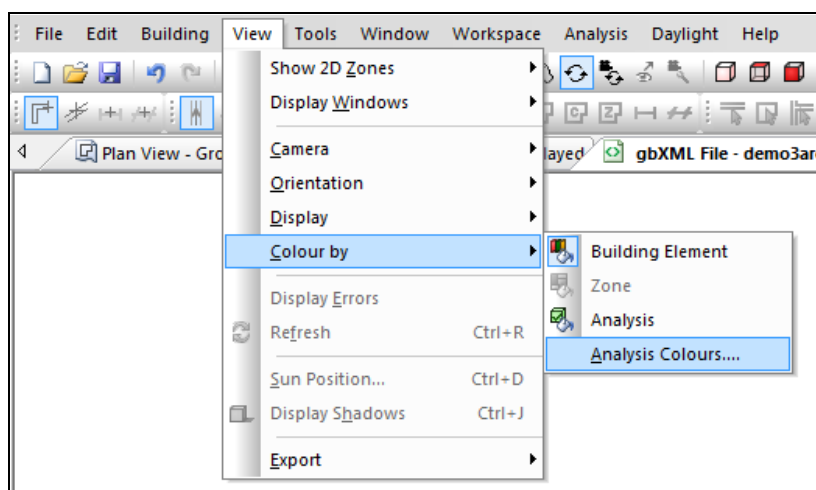 File Edit Building View Tools Window Workspace Analysis Daylight Help
Show 2D Zones
Display Windows
Plan View - Gro
layed
gbXML File - demo3ar
Camera
Orientation
Display
Colour by
Building Element
Display Errors
Zone
Refresh Ctrl+R
Analysis
Analysis Colours....
Sun Position... Ctrl+D
Display Shadows Ctrl+J
Export